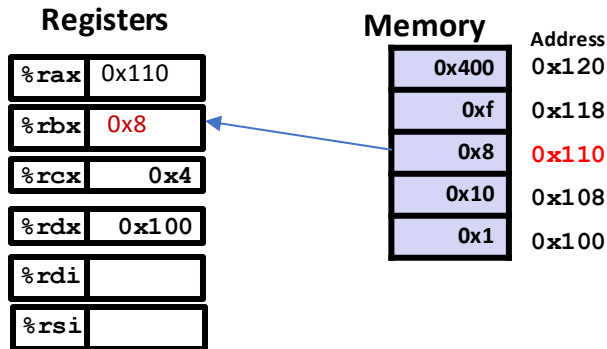 Registers
Memory
Address
%rax 0x110
%rbx 0x8
%rcx 0x4
%rdx 0x100
%rdi
%rsi
0x400 0x120
0xf 0x118
0x8 0x110
0x10 0x108
0x1 0x100